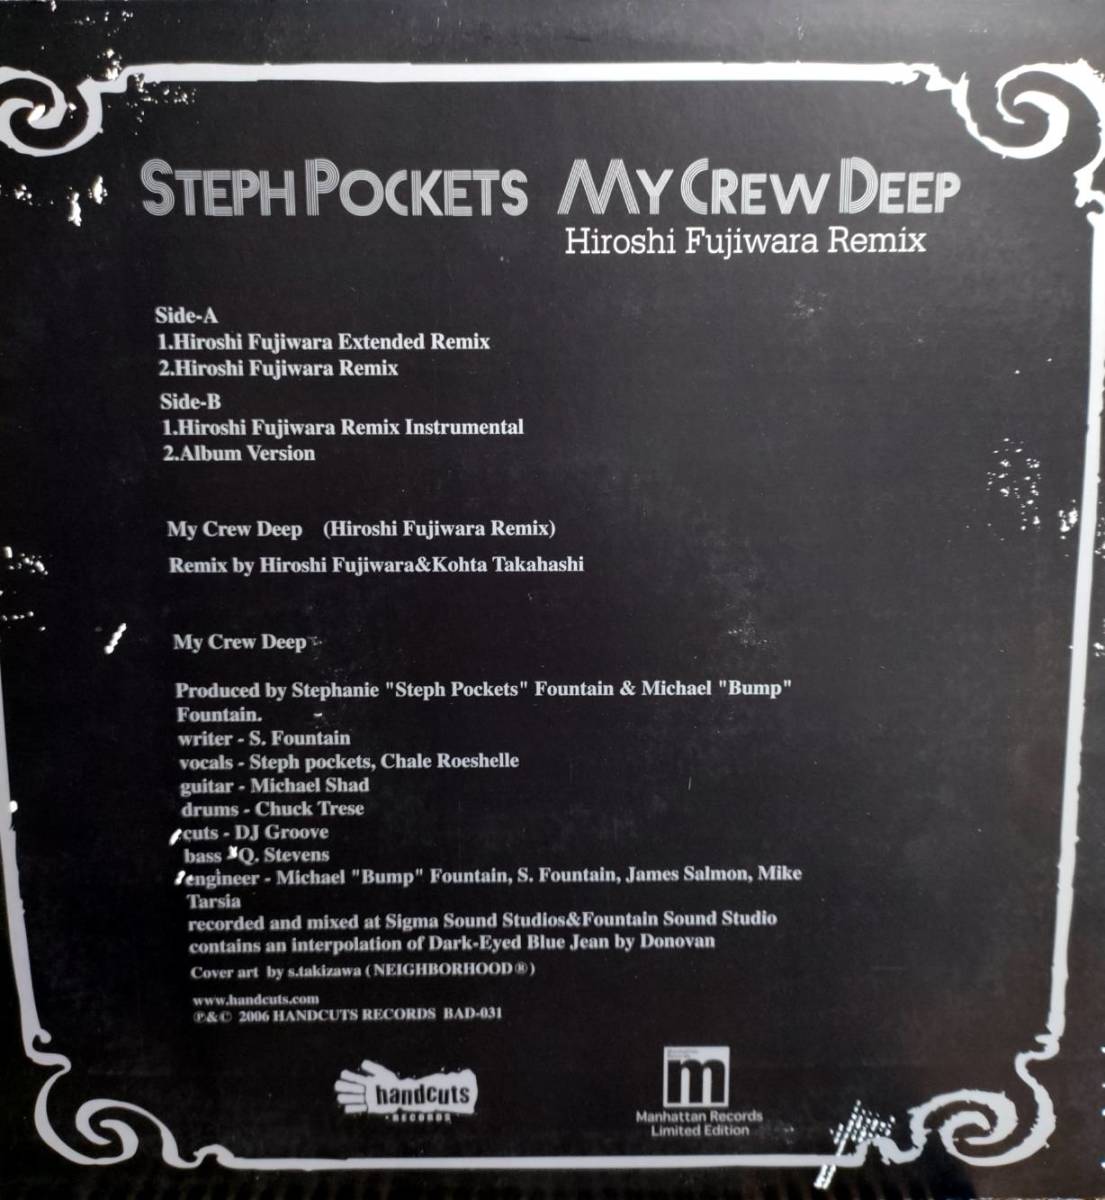 STEPH POCKETS MY CREW DEEP
Hiroshi Fujiwara Remix
Side-A
1.Hiroshi Fujiwara Extended Remix
2.Hiroshi Fujiwara Remix
Side-B
1.Hiroshi Fujiwara Remix Instrumental
2.Album Version
My Crew Deep (Hiroshi Fujiwara Remix)
Remix by Hiroshi Fujiwara&Kohta Takahashi
My Crew Deep
Produced by Stephanie "Steph Pockets" Fountain & Michael "Bump"
Fountain.
writer - S. Fountain
vocals - Steph pockets, Chale Roeshelle
guitar - Michael Shad
drums - Chuck Trese
cuts - DJ Groove
bass - Q. Stevens
engineer - Michael "Bump" Fountain, S. Fountain, James Salmon, Mike
Tarsia
recorded and mixed at Sigma Sound Studios&Fountain Sound Studio
contains an interpolation of Dark-Eyed Blue Jean by Donovan
Cover art by s.takizawa (NEIGHBORHOOD®)
www.handcuts.com
℗&© 2006 HANDCUTS RECORDS BAD-031
handcuts
RECORDS
m
Manhattan Records
Limited Edition